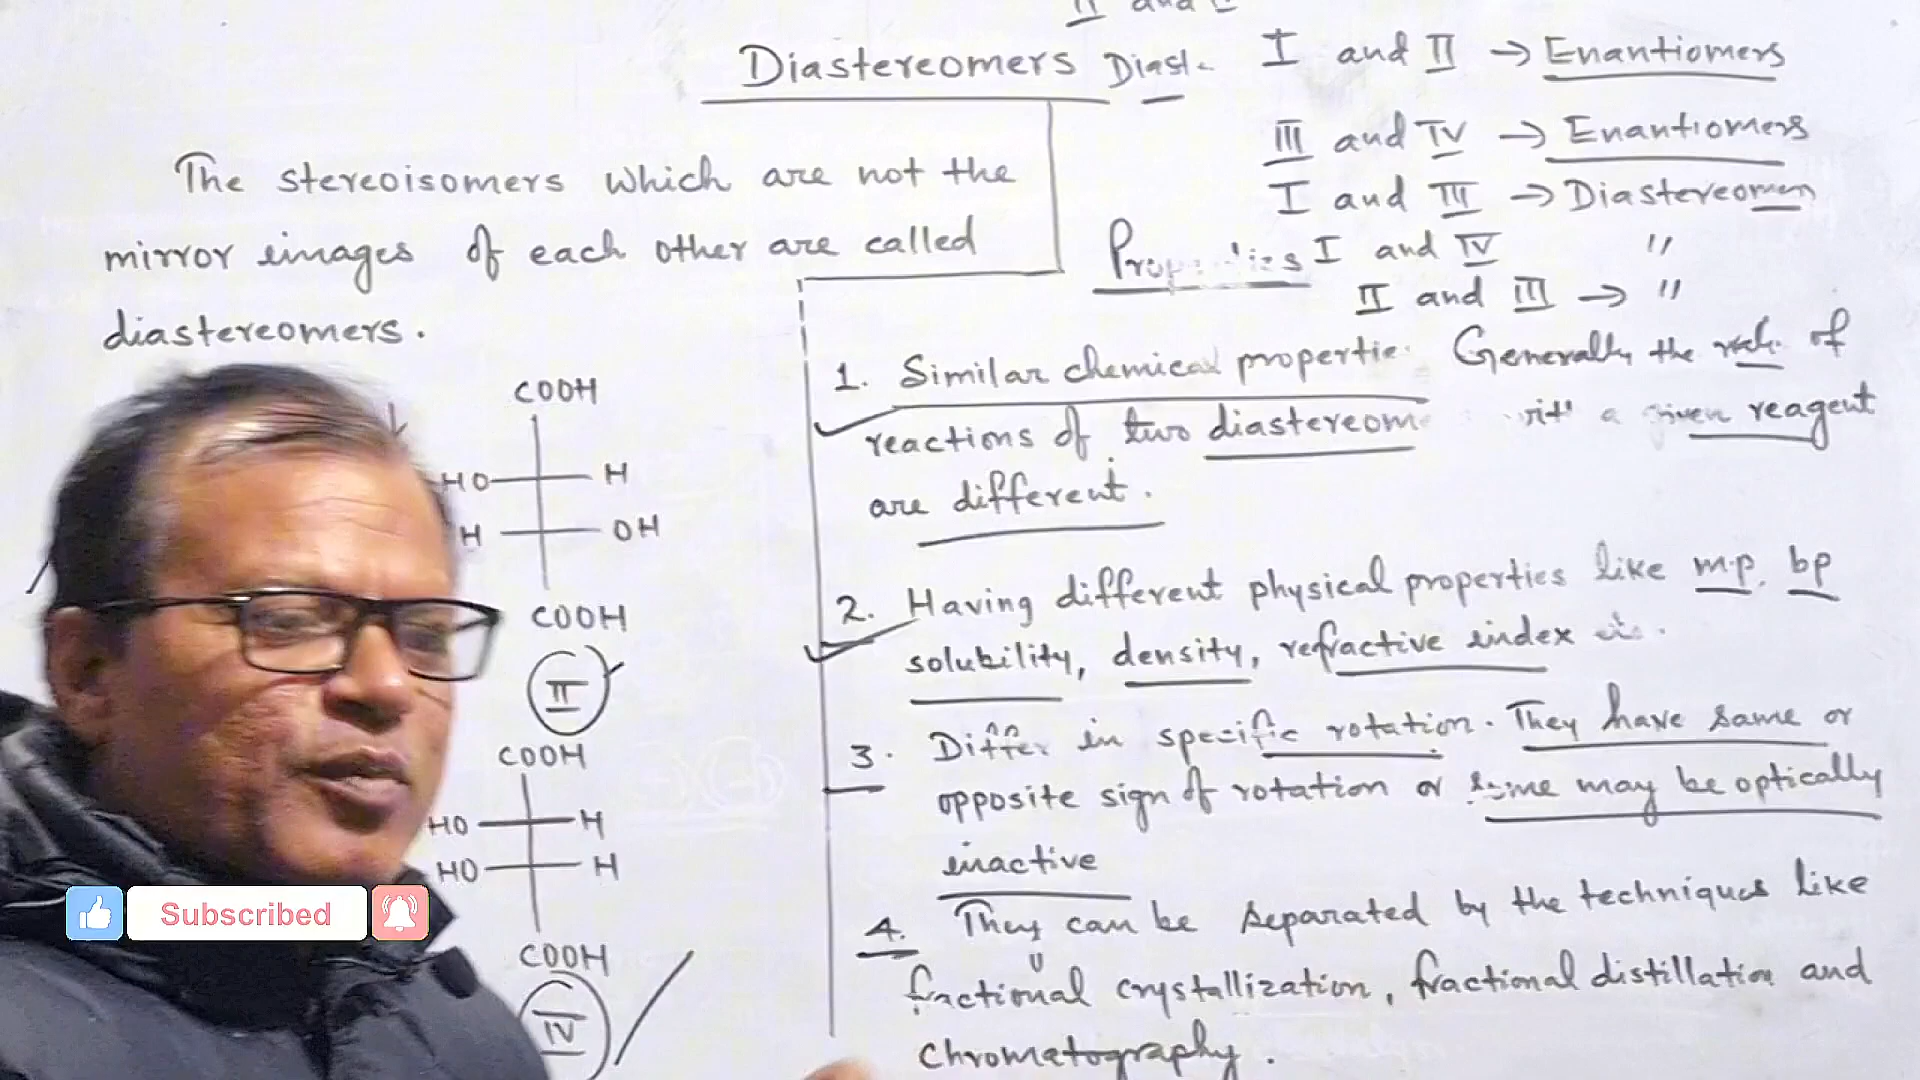 Diastereomers Diast.
The stereoisomers which are not the
mirror images of each other are called
diastereomers.
I and II → Enantiomers
III and IV → Enantiomers
I and III → Diastereomen
I and IV "
II and III → "
COOH
HO H
H OH
COOH
II
COOH
HO H
HO H
COOH
IV
Properties
1. Similar chemical propertie. Generally the of
reactions of two diastereom with a given reagent
are different.
2. Having different physical properties like m.p. bp
solubility, density, refractive index
3. Differ in specific rotation. They have same or
opposite sign of rotation or some may be optically
inactive
4. They can be separated by the techniques like
fractional crystallization, fractional distillation and
chromatography.
Subscribed